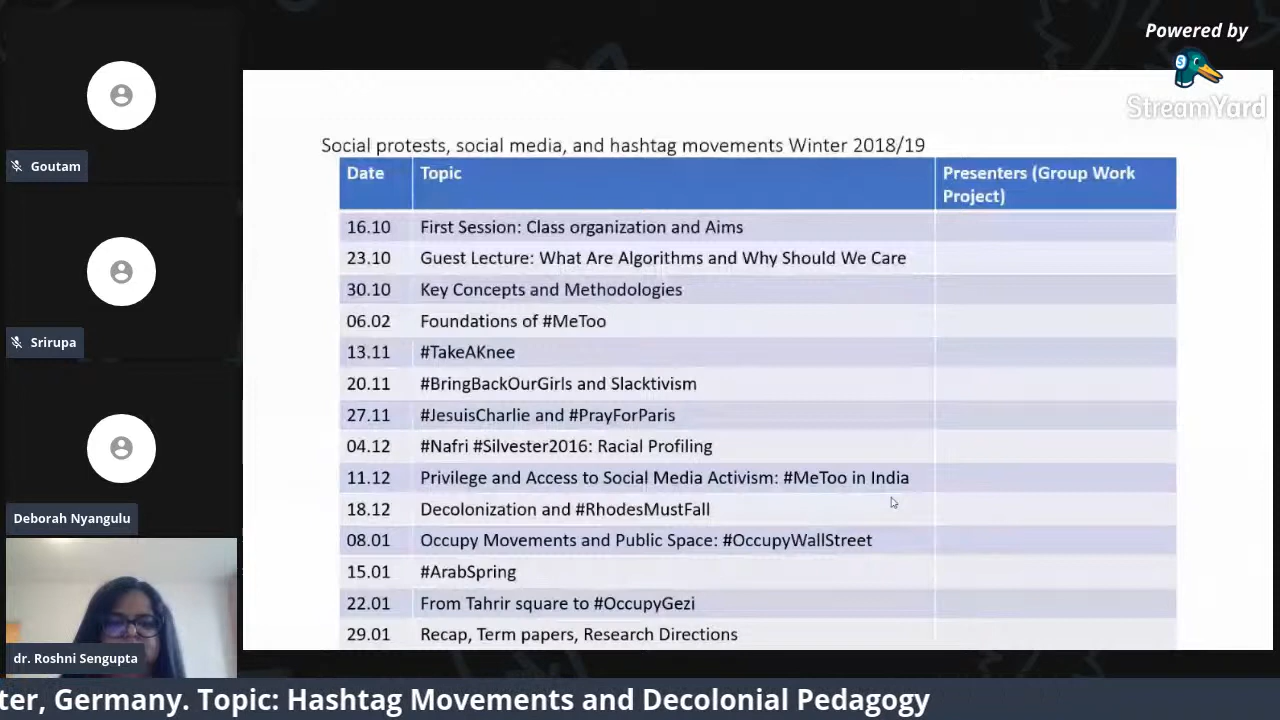 Powered by
StreamYard
Goutam
Srirupa
Deborah Nyangulu
dr. Roshni Sengupta
Social protests, social media, and hashtag movements Winter 2018/19
Date Topic Presenters (Group Work
Project)
16.10 First Session: Class organization and Aims
23.10 Guest Lecture: What Are Algorithms and Why Should We Care
30.10 Key Concepts and Methodologies
06.02 Foundations of #MeToo
13.11 #TakeAKnee
20.11 #BringBackOurGirls and Slacktivism
27.11 #JesuisCharlie and #PrayForParis
04.12 #Nafri #Silvester2016: Racial Profiling
11.12 Privilege and Access to Social Media Activism: #MeToo in India
18.12 Decolonization and #RhodesMustFall
08.01 Occupy Movements and Public Space: #OccupyWallStreet
15.01 #ArabSpring
22.01 From Tahrir square to #OccupyGezi
29.01 Recap, Term papers, Research Directions
ter, Germany. Topic: Hashtag Movements and Decolonial Pedagogy